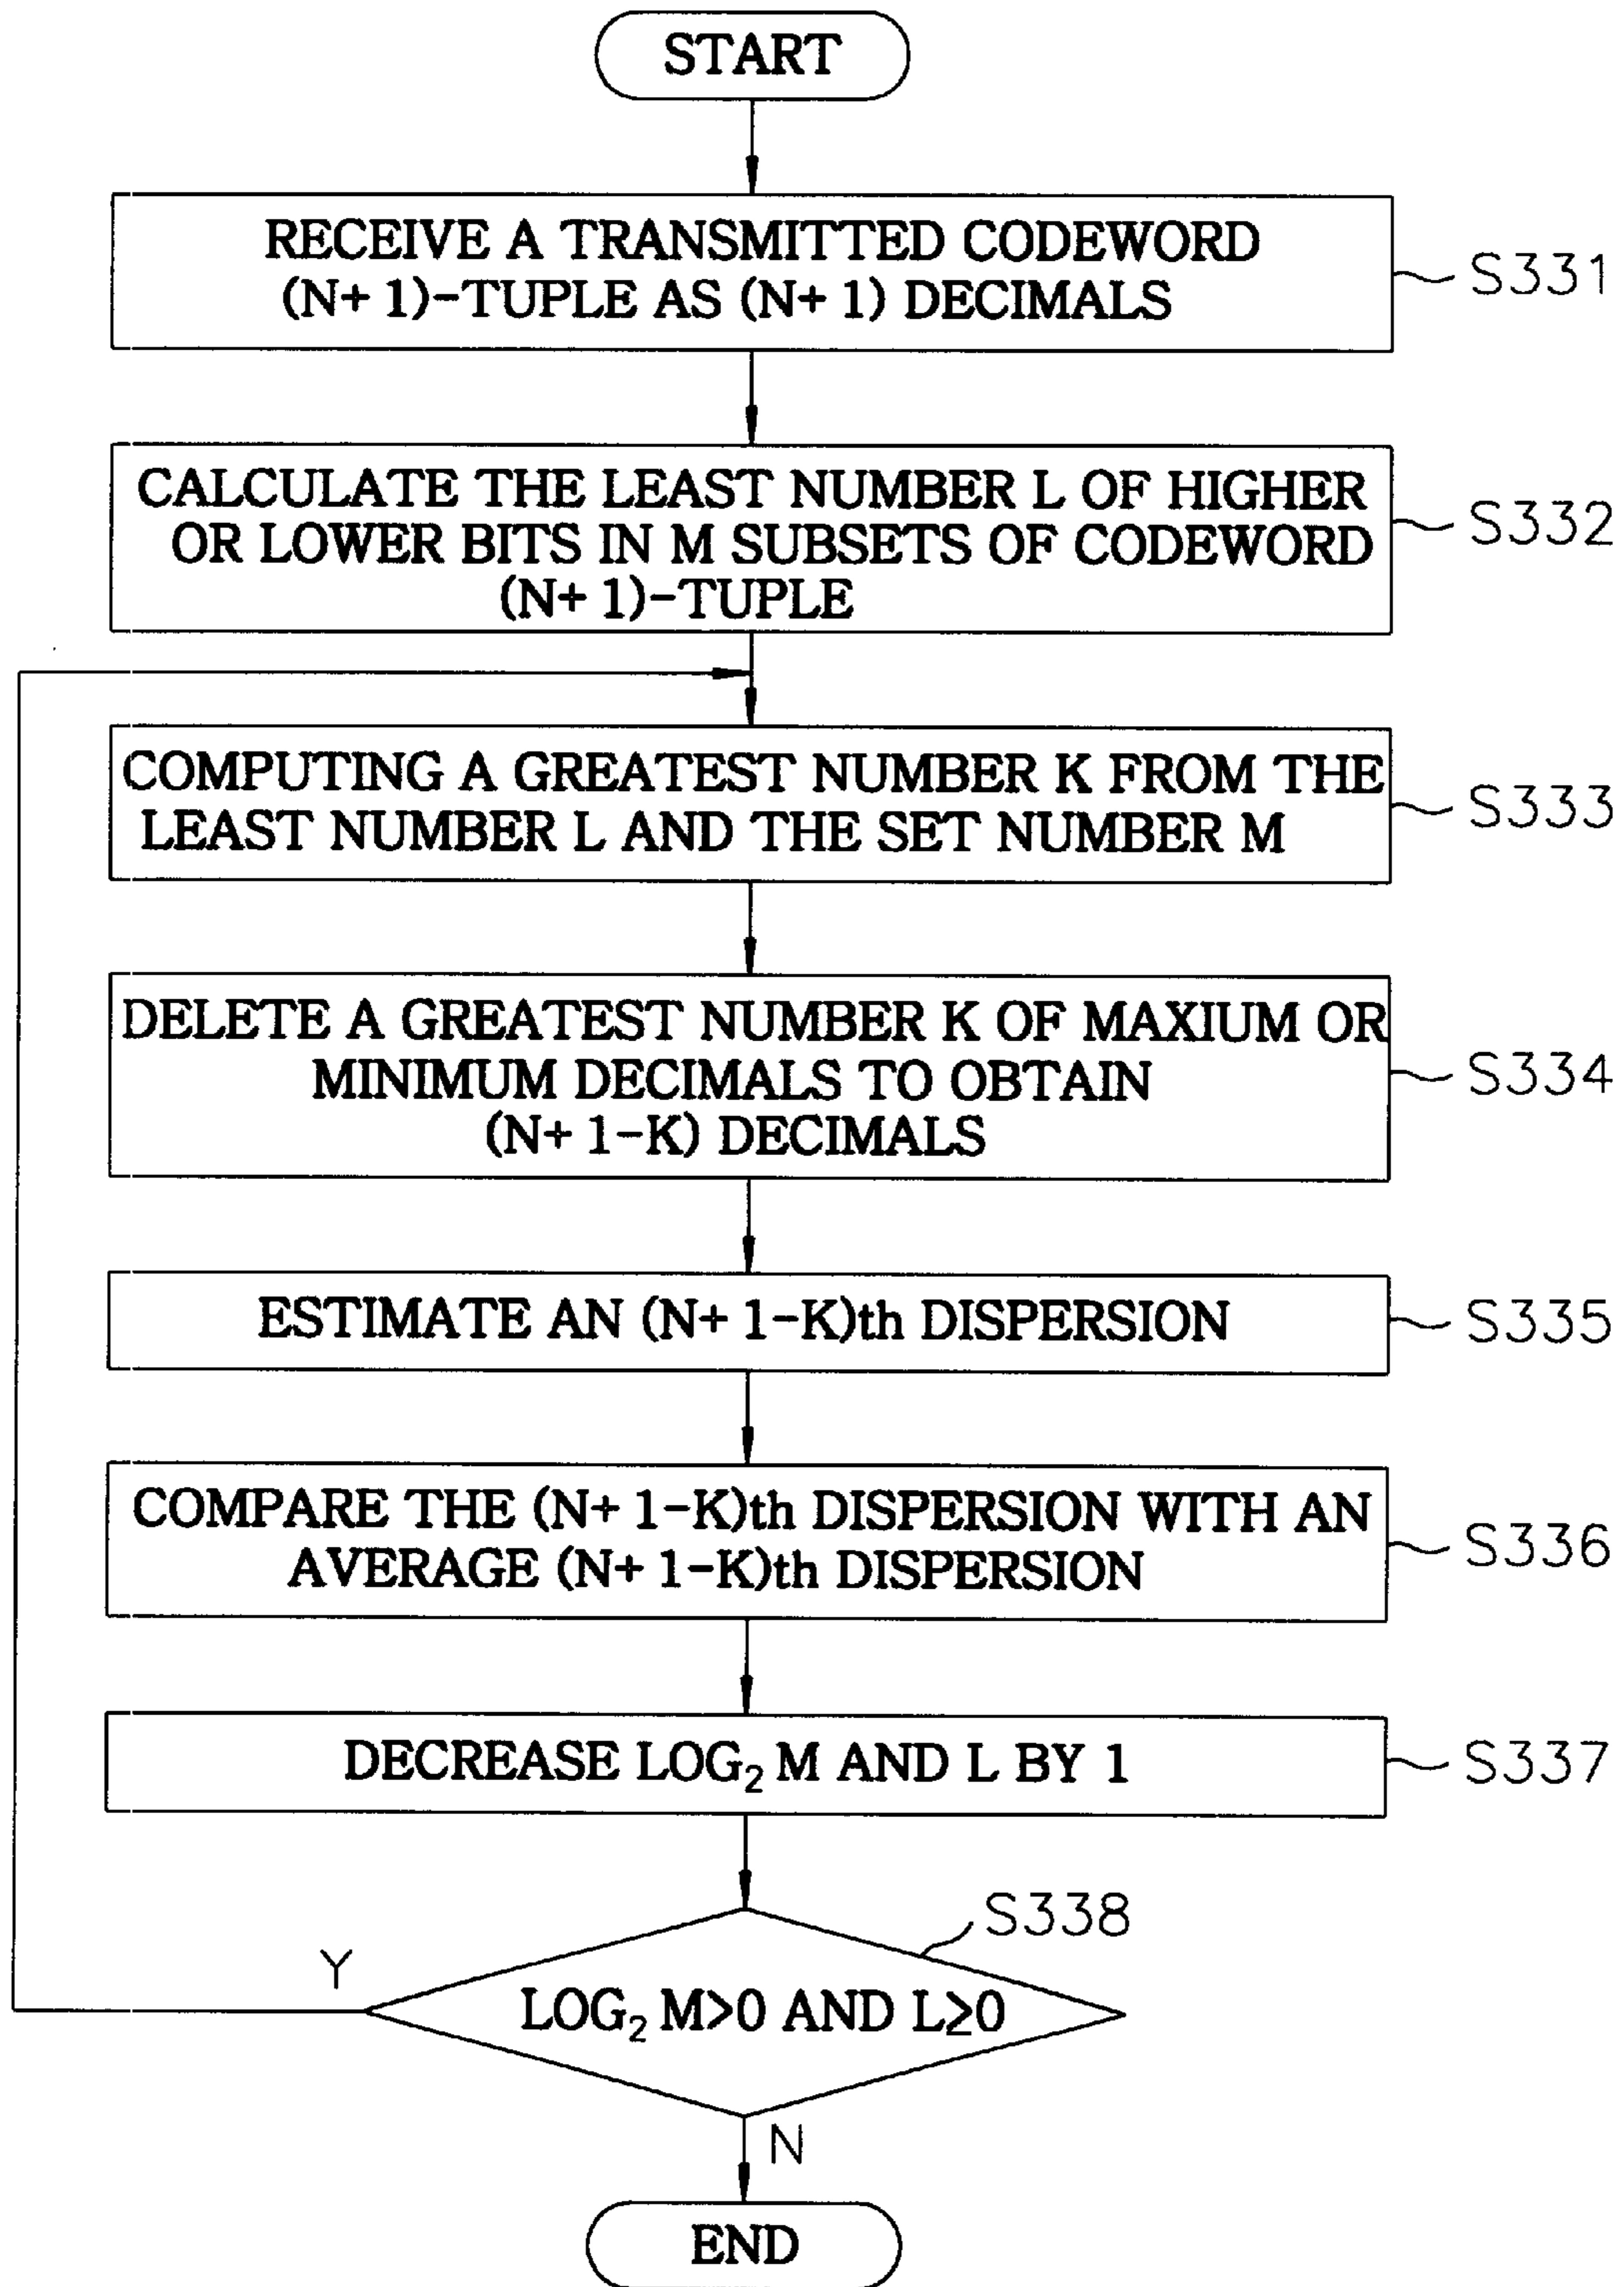 START
RECEIVE A TRANSMITTED CODEWORD
(N+1)-TUPLE AS (N+1) DECIMALS
S331
CALCULATE THE LEAST NUMBER L OF HIGHER
OR LOWER BITS IN M SUBSETS OF CODEWORD
(N+1)-TUPLE
S332
COMPUTING A GREATEST NUMBER K FROM THE
LEAST NUMBER L AND THE SET NUMBER M
S333
DELETE A GREATEST NUMBER K OF MAXIUM OR
MINIMUM DECIMALS TO OBTAIN
(N+1-K) DECIMALS
S334
ESTIMATE AN (N+1-K)th DISPERSION
S335
COMPARE THE (N+1-K)th DISPERSION WITH AN
AVERAGE (N+1-K)th DISPERSION
S336
DECREASE LOG₂ M AND L BY 1
S337
S338
Y
LOG₂ M>0 AND L≥0
N
END